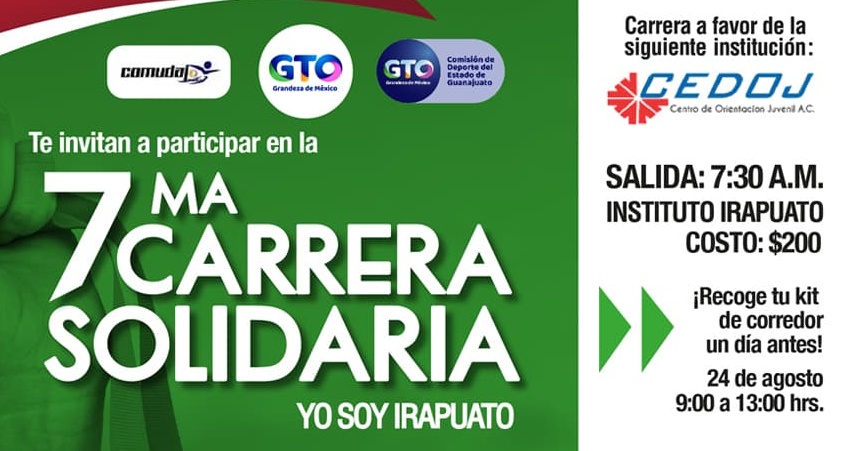 comudaj
GTO
Grandeza de México
GTO
Grandeza de México
Comisión de
Deporte del
Estado de
Guanajuato
Te invitan a participar en la
7MA
CARRERA
SOLIDARIA
YO SOY IRAPUATO
Carrera a favor de la
siguiente institución:
CEDOJ
Centro de Orientación Juvenil A.C.
SALIDA: 7:30 A.M.
INSTITUTO IRAPUATO
COSTO: $200
¡Recoge tu kit
de corredor
un día antes!
24 de agosto
9:00 a 13:00 hrs.